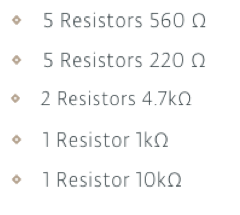 5 Resistors 560 Ω
5 Resistors 220 Ω
2 Resistors 4.7kΩ
1 Resistor 1kΩ
1 Resistor 10kΩ